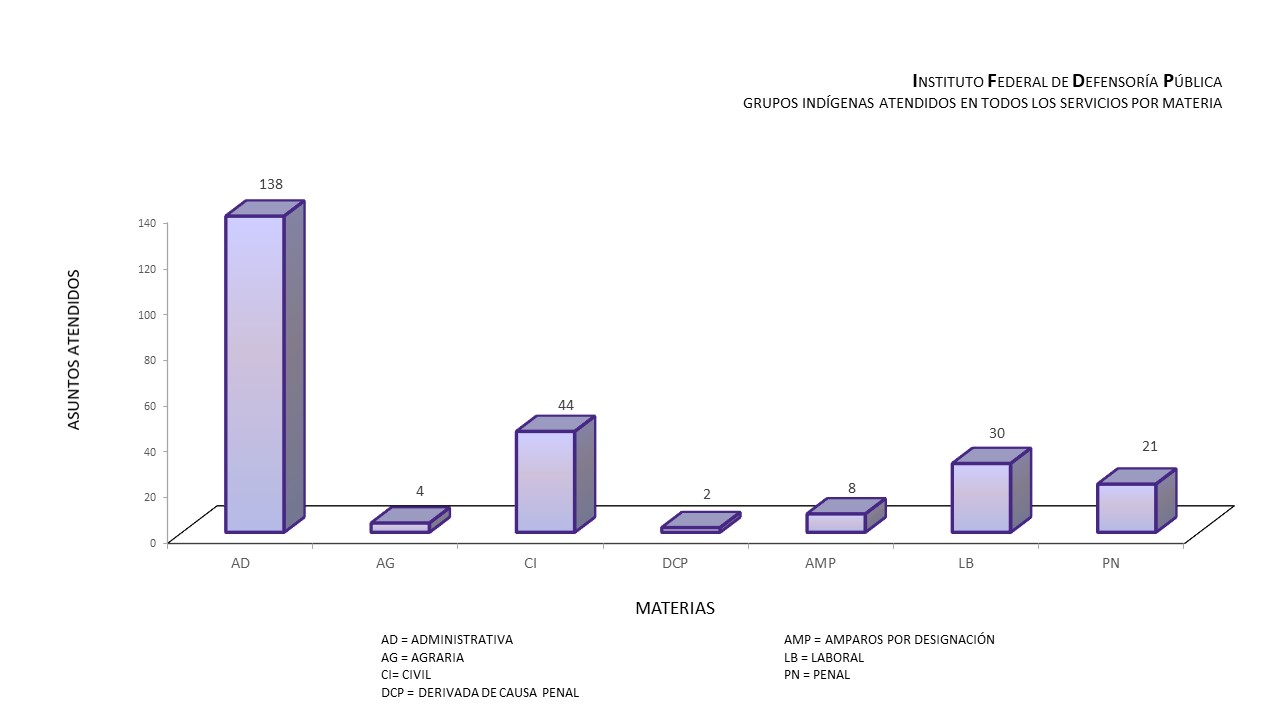 INSTITUTO FEDERAL DE DEFENSORÍA PÚBLICA
GRUPOS INDÍGENAS ATENDIDOS EN TODOS LOS SERVICIOS POR MATERIA
ASUNTOS ATENDIDOS
140
120
100
80
60
40
20
0
138
4
44
2
8
30
21
AD
AG
CI
DCP
AMP
LB
PN
MATERIAS
AD = ADMINISTRATIVA
AG = AGRARIA
CI= CIVIL
DCP = DERIVADA DE CAUSA PENAL
AMP = AMPAROS POR DESIGNACIÓN
LB = LABORAL
PN = PENAL